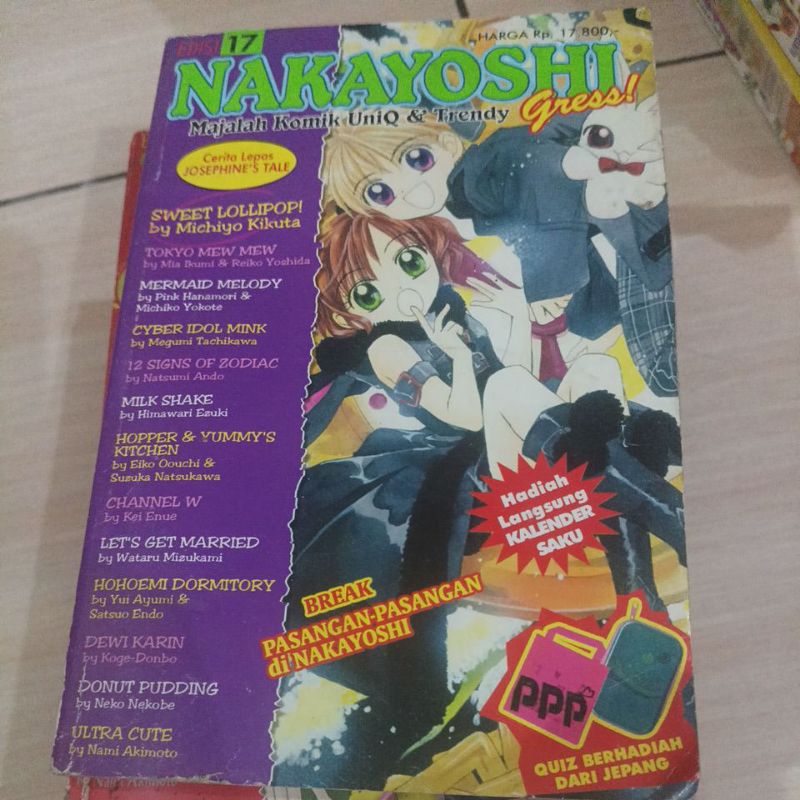 EDISI 17
HARGA Rp. 17.800,-
NAKAYOSHI
Gress!
Majalah Komik UniQ & Trendy
Cerita Lepas
JOSEPHINE'S TALE
SWEET LOLLIPOP!
by Michiyo Kikuta
TOKYO MEW MEW
by Mia Ikumi & Reiko Yoshida
MERMAID MELODY
by Pink Hanamori &
Michiko Yokote
CYBER IDOL MINK
by Megumi Tachikawa
12 SIGNS OF ZODIAC
by Natsumi Ando
MILK SHAKE
by Himawari Ezuki
HOPPER & YUMMY'S
KITCHEN
by Eiko Oouchi &
Suzuka Natsukawa
CHANNEL W
by Kei Enue
LET'S GET MARRIED
by Wataru Mizukami
HOHOEMI DORMITORY
by Yui Ayumi &
Satsuo Endo
DEWI KARIN
by Koge-Donbo
DONUT PUDDING
by Neko Nekobe
ULTRA CUTE
by Nami Akimoto
Hadiah
Langsung
KALENDER
SAKU
BREAK
PASANGAN-PASANGAN
di NAKAYOSHI
PPP
QUIZ BERHADIAH
DARI JEPANG